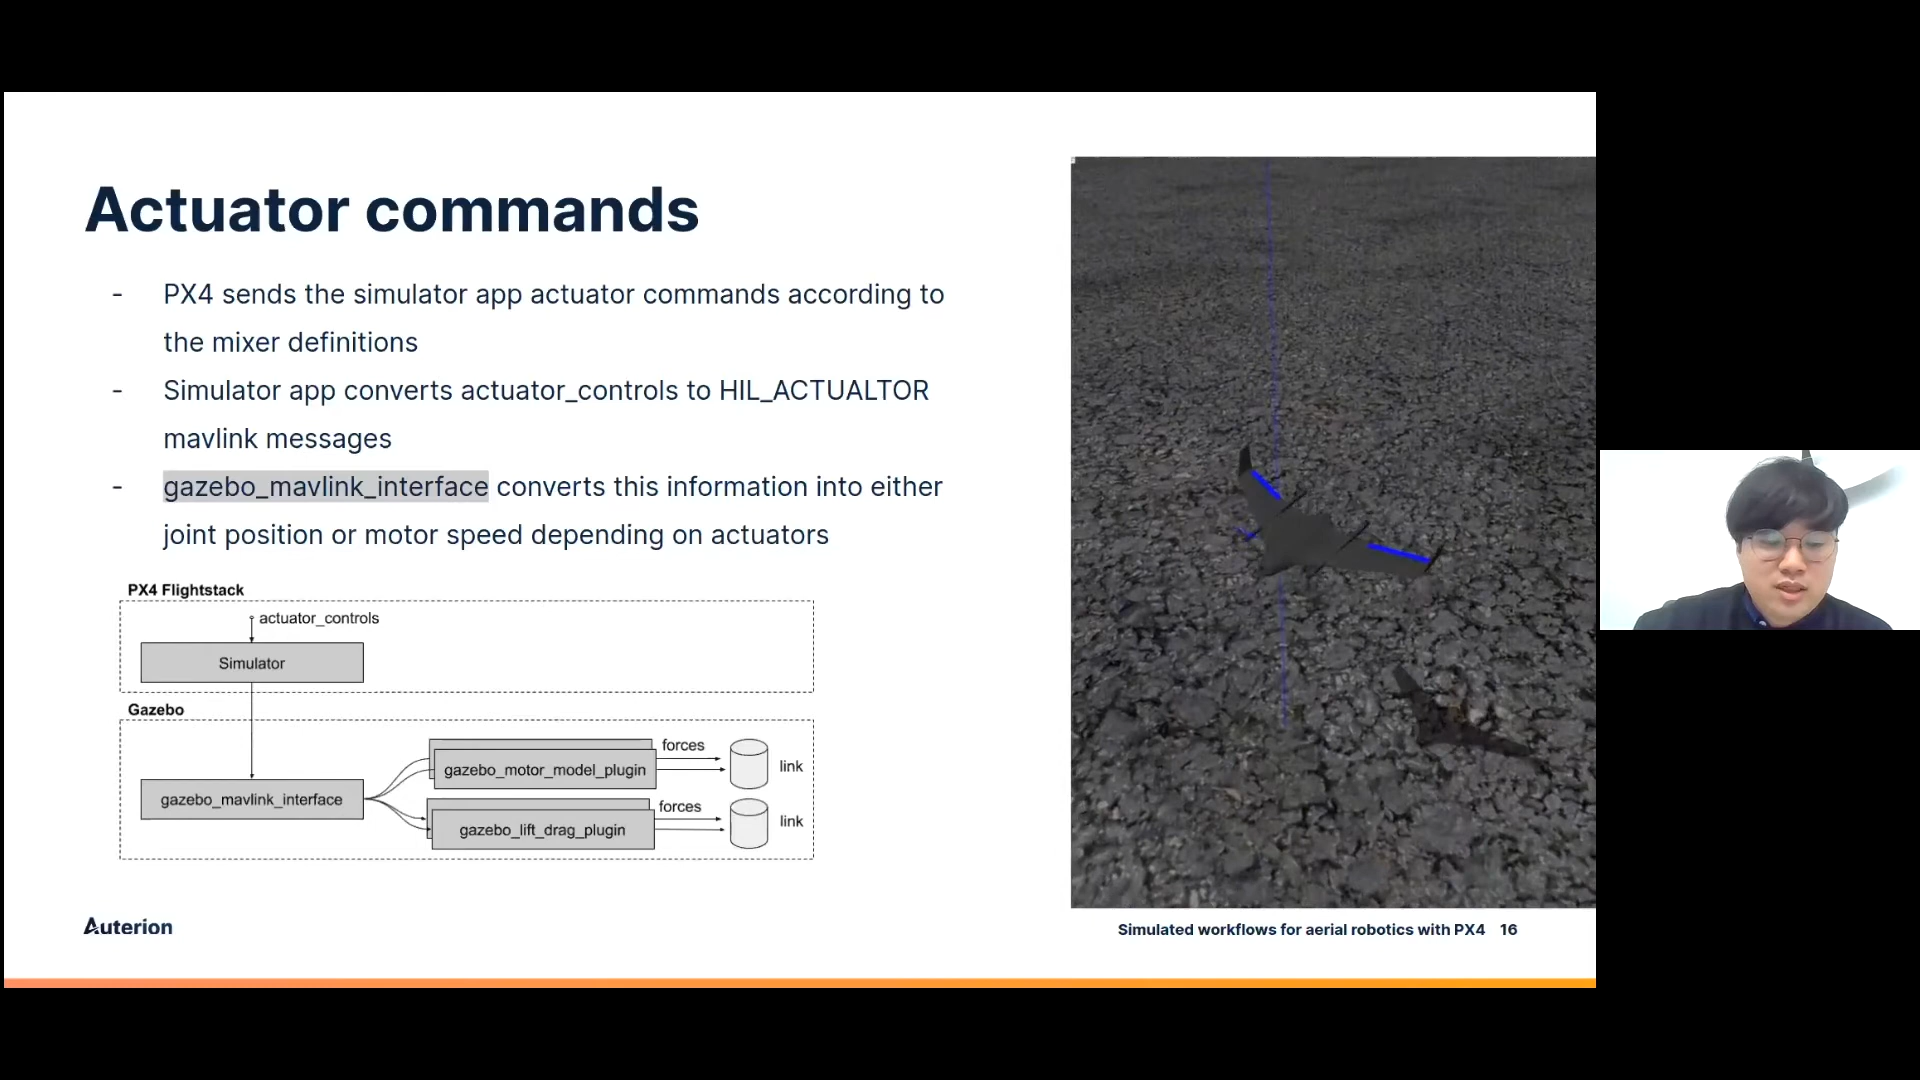 Actuator commands
- PX4 sends the simulator app actuator commands according to
the mixer definitions
- Simulator app converts actuator_controls to HIL_ACTUALTOR
mavlink messages
- gazebo_mavlink_interface converts this information into either
joint position or motor speed depending on actuators
PX4 Flightstack
actuator_controls
Simulator
Gazebo
gazebo_mavlink_interface
gazebo_motor_model_plugin
forces
link
gazebo_lift_drag_plugin
forces
link
Auterion
Simulated workflows for aerial robotics with PX4 16